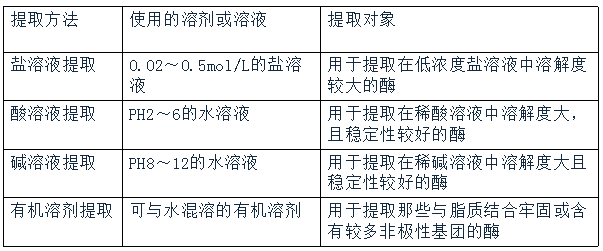 提取方法 使用的溶剂或溶液 提取对象
盐溶液提取 0.02～0.5mol/L的盐溶液 用于提取在低浓度盐溶液中溶解度较大的酶
酸溶液提取 PH2～6的水溶液 用于提取在稀酸溶液中溶解度大，且稳定性较好的酶
碱溶液提取 PH8～12的水溶液 用于提取在稀碱溶液中溶解度大且稳定性较好的酶
有机溶剂提取 可与水混溶的有机溶剂 用于提取那些与脂质结合牢固或含有较多非极性基团的酶